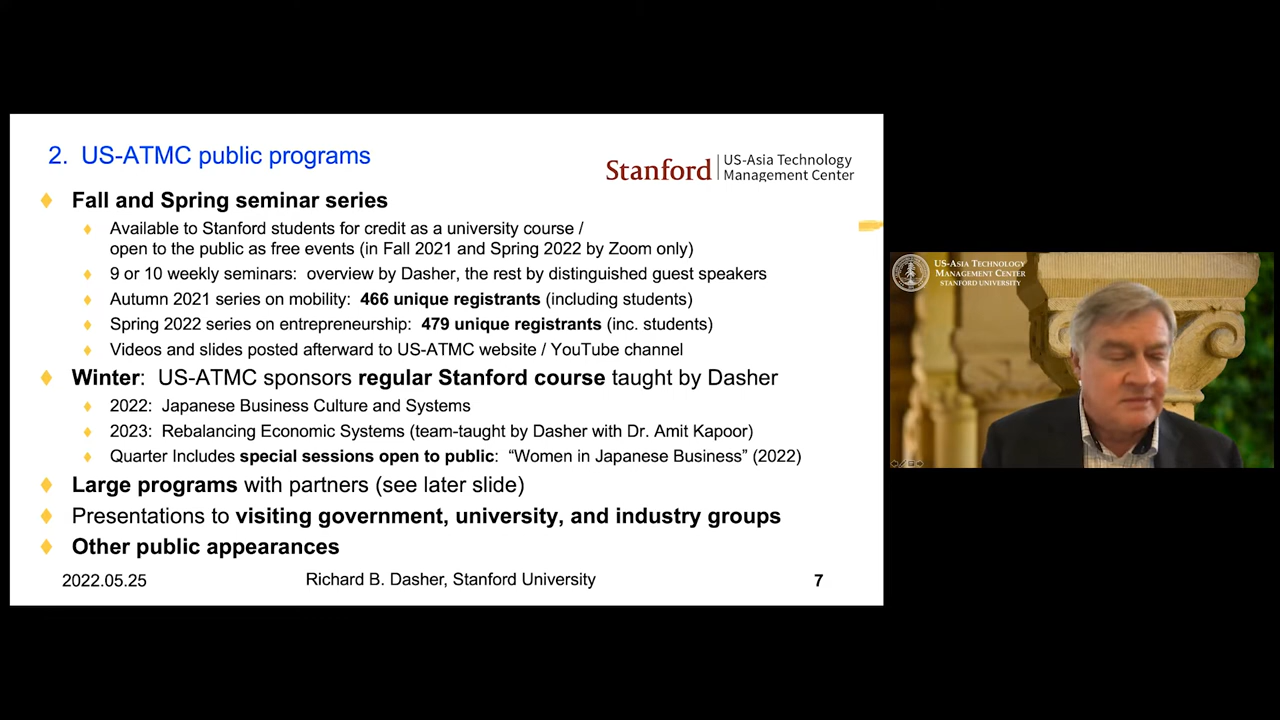 2. US-ATMC public programs
Stanford
US-Asia Technology
Management Center
Fall and Spring seminar series
Available to Stanford students for credit as a university course /
open to the public as free events (in Fall 2021 and Spring 2022 by Zoom only)
9 or 10 weekly seminars: overview by Dasher, the rest by distinguished guest speakers
Autumn 2021 series on mobility: 466 unique registrants (including students)
Spring 2022 series on entrepreneurship: 479 unique registrants (inc. students)
Videos and slides posted afterward to US-ATMC website / YouTube channel
Winter: US-ATMC sponsors regular Stanford course taught by Dasher
2022: Japanese Business Culture and Systems
2023: Rebalancing Economic Systems (team-taught by Dasher with Dr. Amit Kapoor)
Quarter Includes special sessions open to public: “Women in Japanese Business” (2022)
Large programs with partners (see later slide)
Presentations to visiting government, university, and industry groups
Other public appearances
2022.05.25
Richard B. Dasher, Stanford University
7
US-ASIA TECHNOLOGY
MANAGEMENT CENTER
STANFORD UNIVERSITY